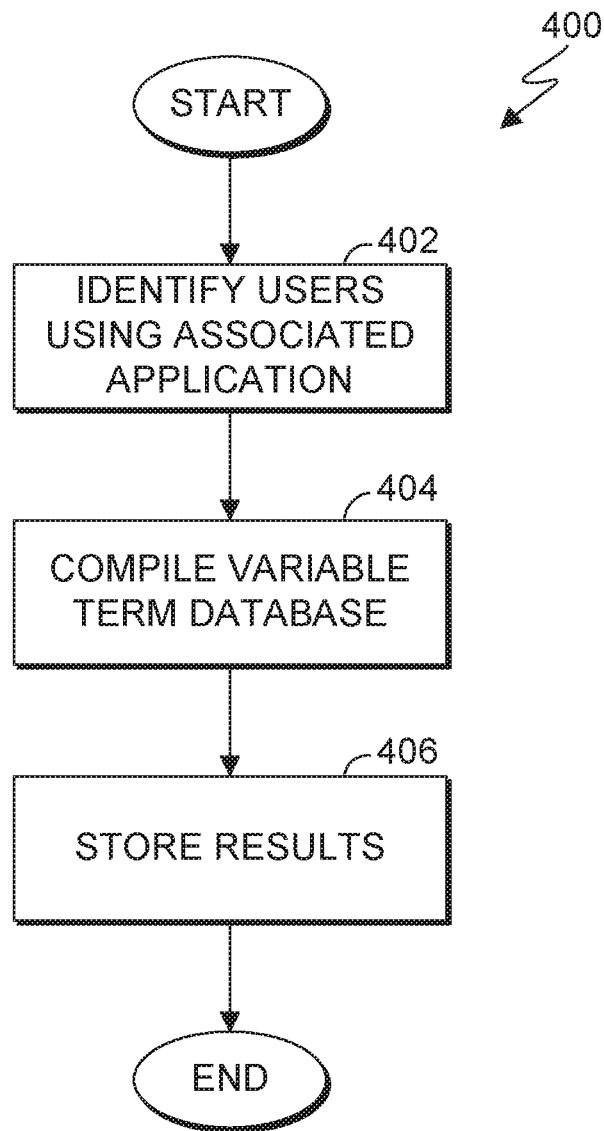 400
START
402
IDENTIFY USERS
USING ASSOCIATED
APPLICATION
404
COMPILE VARIABLE
TERM DATABASE
406
STORE RESULTS
END